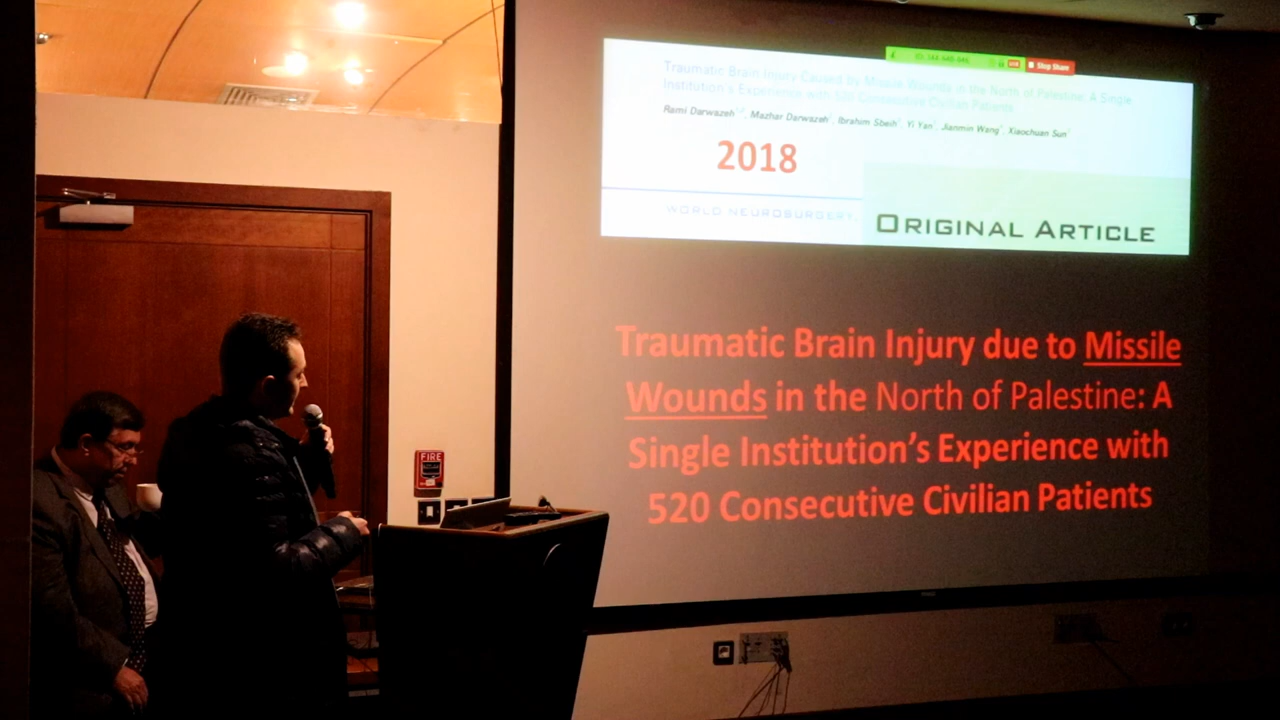 Stop Share
Traumatic Brain Injury Caused by Missile Wounds in the North of Palestine: A Single
Institution's Experience with 520 Consecutive Civilian Patients
Rami Darwazeh, Mazhar Darwazeh, Ibrahim Sbeih, Yi Yan, Jianmin Wang, Xiaochuan Sun
2018
WORLD NEUROSURGERY,
ORIGINAL ARTICLE
Traumatic Brain Injury due to Missile
Wounds in the North of Palestine: A
Single Institution's Experience with
520 Consecutive Civilian Patients
FIRE